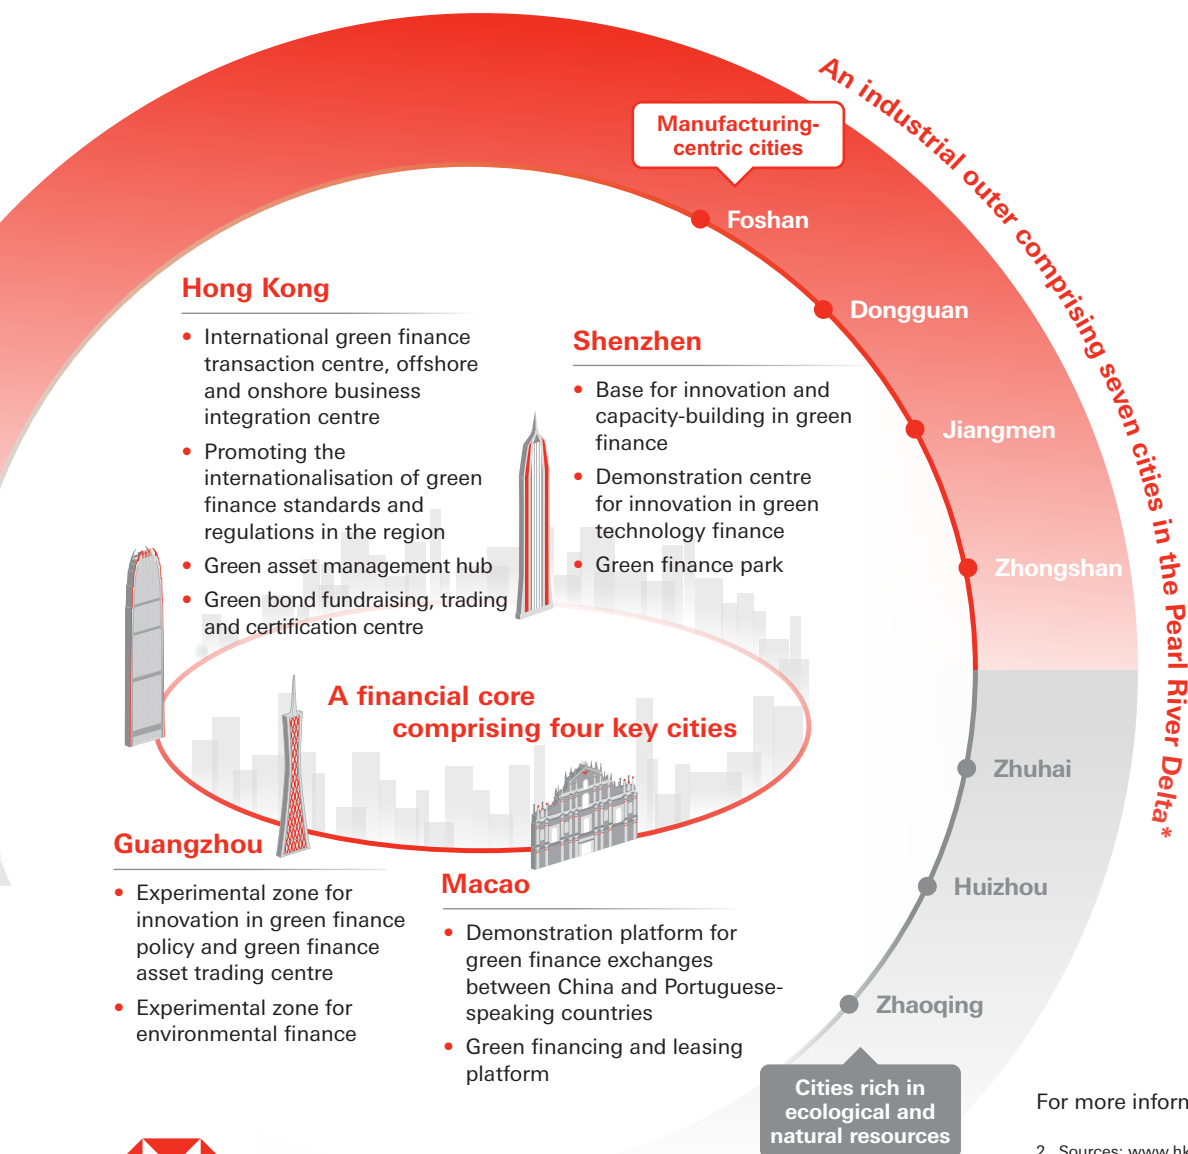 An industrial outer comprising seven cities in the Pearl River Delta*
Manufacturing-
centric cities
Foshan
Dongguan
Jiangmen
Zhongshan
Zhuhai
Huizhou
Zhaoqing
Cities rich in
ecological and
natural resources
Hong Kong
• International green finance
transaction centre, offshore
and onshore business
integration centre
• Promoting the
internationalisation of green
finance standards and
regulations in the region
• Green asset management hub
• Green bond fundraising, trading
and certification centre
Shenzhen
• Base for innovation and
capacity-building in green
finance
• Demonstration centre
for innovation in green
technology finance
• Green finance park
A financial core
comprising four key cities
Guangzhou
• Experimental zone for
innovation in green finance
policy and green finance
asset trading centre
• Experimental zone for
environmental finance
Macao
• Demonstration platform for
green finance exchanges
between China and Portuguese-
speaking countries
• Green financing and leasing
platform
For more
2 Sources: